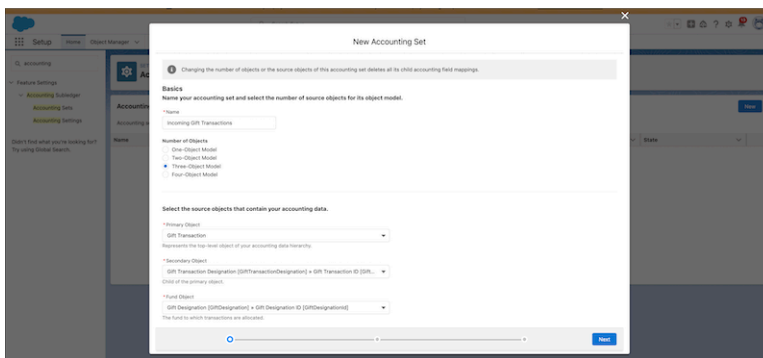 New Accounting Set
Setup
Home
Object Manager
accounting
Changing the number of objects or the source objects of this accounting set deletes all its child accounting field mappings.
Feature Settings
Accounting Subledger
Accounting Sets
Accounting Settings
Didn't find what you're looking for?
Try using Global Search.
Basics
Name your accounting set and select the number of source objects for its object model.
* Name
Incoming Gift Transactions
Number of Objects
One-Object Model
Two-Object Model
Three-Object Model
Four-Object Model
Select the source objects that contain your accounting data.
* Primary Object
Gift Transaction
Represents the top-level object of your accounting data hierarchy.
* Secondary Object
Gift Transaction Designation [GiftTransactionDesignation] » Gift Transaction ID [Gift...
Child of the primary object.
* Fund Object
Gift Designation [GiftDesignation] » Gift Designation ID [GiftDesignationId]
The fund to which transactions are allocated.
Next
New
Name
State